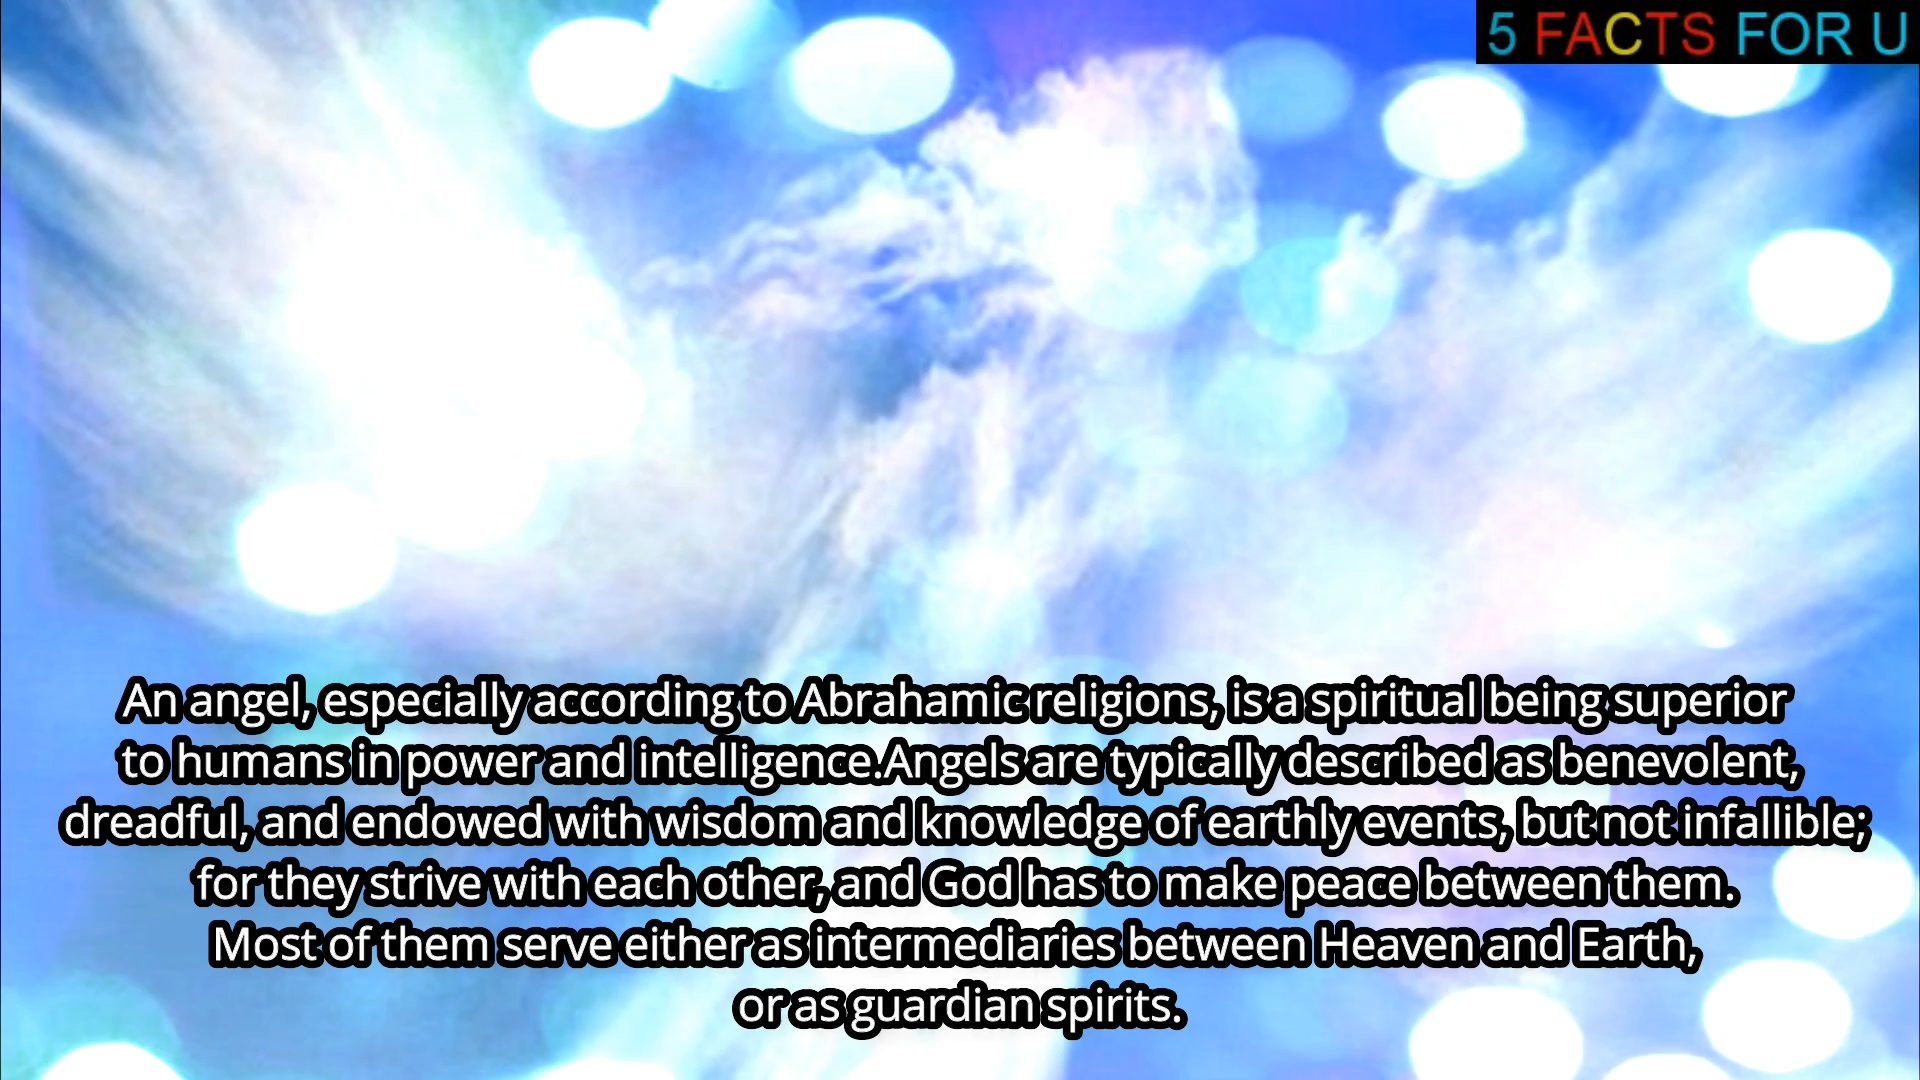 5 FACTS FOR U
An angel, especially according to Abrahamic religions, is a spiritual being superior
to humans in power and intelligence.Angels are typically described as benevolent,
dreadful, and endowed with wisdom and knowledge of earthly events, but not infallible;
for they strive with each other, and God has to make peace between them.
Most of them serve either as intermediaries between Heaven and Earth,
or as guardian spirits.